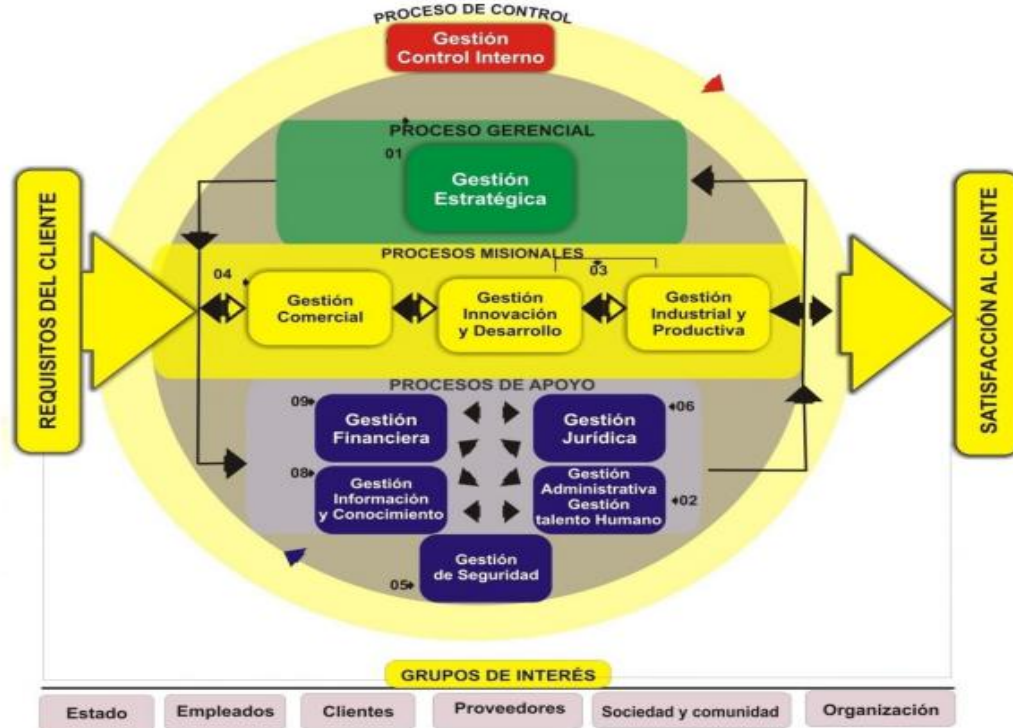 PROCESO DE CONTROL
Gestión
Control Interno
PROCESO GERENCIAL
01
Gestión
Estratégica
REQUISITOS DEL CLIENTE
SATISFACCIÓN AL CLIENTE
PROCESOS MISIONALES
04
03
Gestión
Comercial
Gestión
Innovación
y Desarrollo
Gestión
Industrial y
Productiva
PROCESOS DE APOYO
09
Gestión
Financiera
06
Gestión
Jurídica
08
Gestión
Información
y Conocimiento
Gestión
Administrativa
Gestión
talento Humano
02
05
Gestión
de Seguridad
GRUPOS DE INTERÉS
Estado
Empleados
Clientes
Proveedores
Sociedad y comunidad
Organización